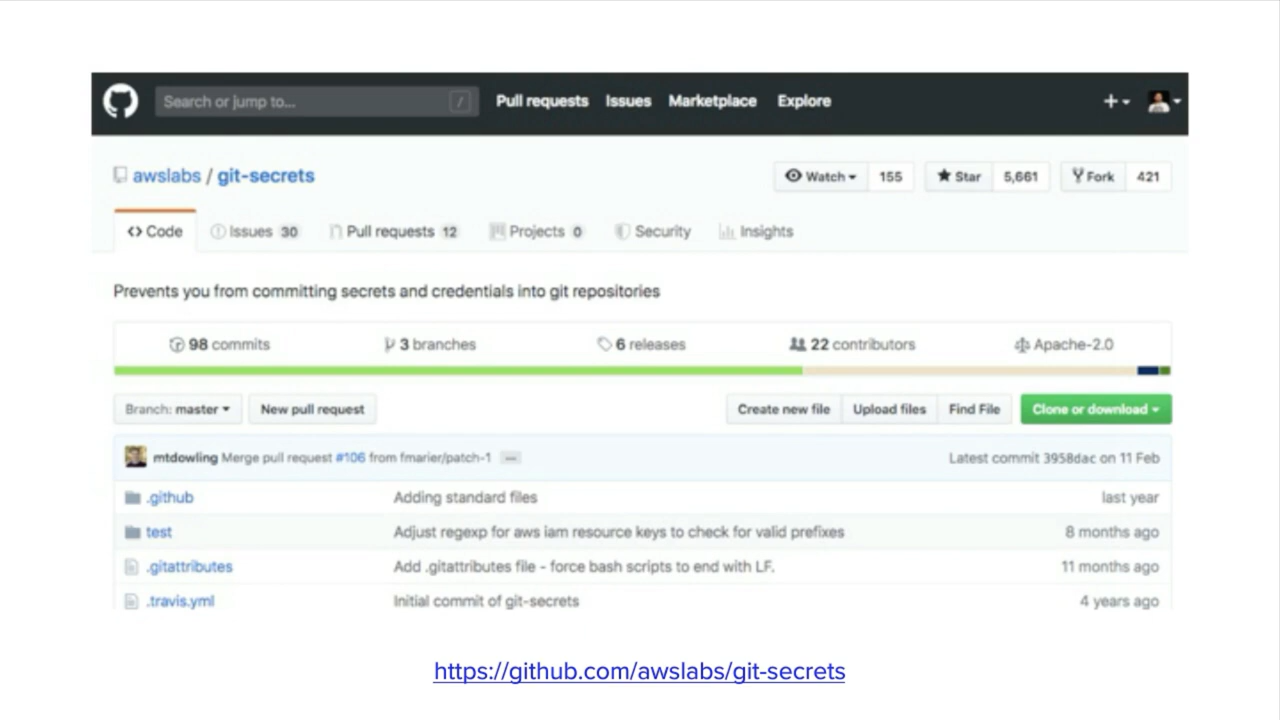 Search or jump to... / Pull requests Issues Marketplace Explore
awslabs / git-secrets Watch 155 Star 5,661 Fork 421
Code Issues 30 Pull requests 12 Projects 0 Security Insights
Prevents you from committing secrets and credentials into git repositories
98 commits 3 branches 6 releases 22 contributors Apache-2.0
Branch: master New pull request Create new file Upload files Find File Clone or download
mtdowling Merge pull request #106 from fmarier/patch-1 ... Latest commit 3958dac on 11 Feb
.github Adding standard files last year
test Adjust regexp for aws iam resource keys to check for valid prefixes 8 months ago
.gitattributes Add .gitattributes file - force bash scripts to end with LF. 11 months ago
.travis.yml Initial commit of git-secrets 4 years ago
https://github.com/awslabs/git-secrets